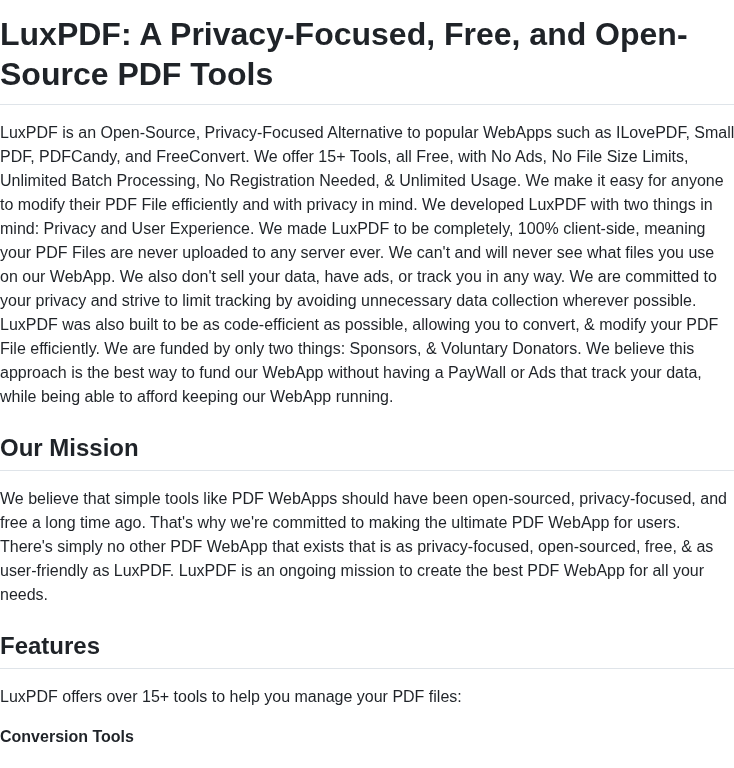 LuxPDF: A Privacy-Focused, Free, and Open-
Source PDF Tools
LuxPDF is an Open-Source, Privacy-Focused Alternative to popular WebApps such as ILovePDF, Small
PDF, PDFCandy, and FreeConvert. We offer 15+ Tools, all Free, with No Ads, No File Size Limits,
Unlimited Batch Processing, No Registration Needed, & Unlimited Usage. We make it easy for anyone
to modify their PDF File efficiently and with privacy in mind. We developed LuxPDF with two things in
mind: Privacy and User Experience. We made LuxPDF to be completely, 100% client-side, meaning
your PDF Files are never uploaded to any server ever. We can't and will never see what files you use
on our WebApp. We also don't sell your data, have ads, or track you in any way. We are committed to
your privacy and strive to limit tracking by avoiding unnecessary data collection wherever possible.
LuxPDF was also built to be as code-efficient as possible, allowing you to convert, & modify your PDF
File efficiently. We are funded by only two things: Sponsors, & Voluntary Donators. We believe this
approach is the best way to fund our WebApp without having a PayWall or Ads that track your data,
while being able to afford keeping our WebApp running.
Our Mission
We believe that simple tools like PDF WebApps should have been open-sourced, privacy-focused, and
free a long time ago. That's why we're committed to making the ultimate PDF WebApp for users.
There's simply no other PDF WebApp that exists that is as privacy-focused, open-sourced, free, & as
user-friendly as LuxPDF. LuxPDF is an ongoing mission to create the best PDF WebApp for all your
needs.
Features
LuxPDF offers over 15+ tools to help you manage your PDF files:
Conversion Tools